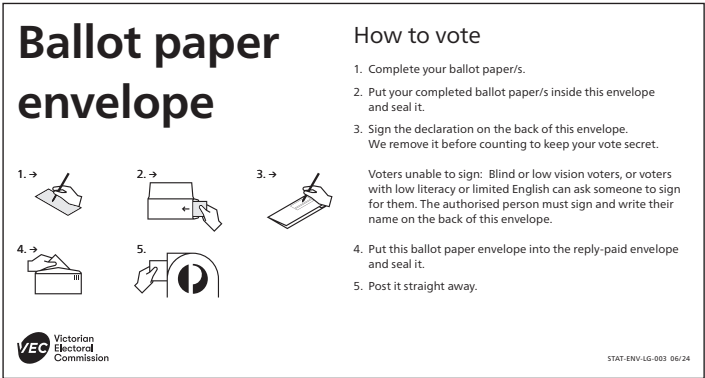 Ballot paper
envelope
1. →
2. →
3. →
4. →
5.
VEC
Victorian
Electoral
Commission
How to vote
1. Complete your ballot paper/s.
2. Put your completed ballot paper/s inside this envelope
and seal it.
3. Sign the declaration on the back of this envelope.
We remove it before counting to keep your vote secret.
Voters unable to sign: Blind or low vision voters, or voters
with low literacy or limited English can ask someone to sign
for them. The authorised person must sign and write their
name on the back of this envelope.
4. Put this ballot paper envelope into the reply-paid envelope
and seal it.
5. Post it straight away.
STAT-ENV-LG-003 06/24